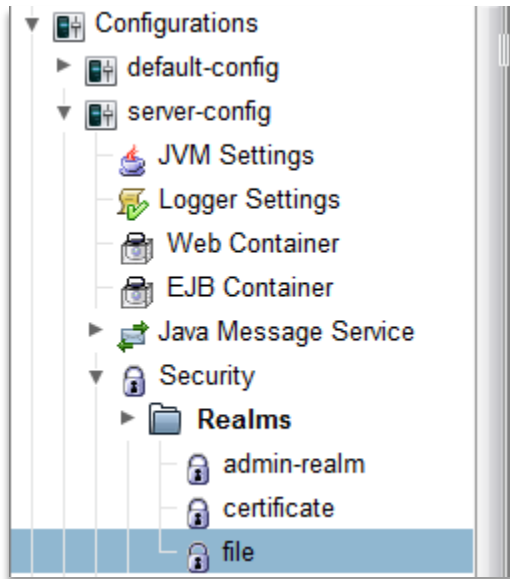 Configurations
default-config
server-config
JVM Settings
Logger Settings
Web Container
EJB Container
Java Message Service
Security
Realms
admin-realm
certificate
file